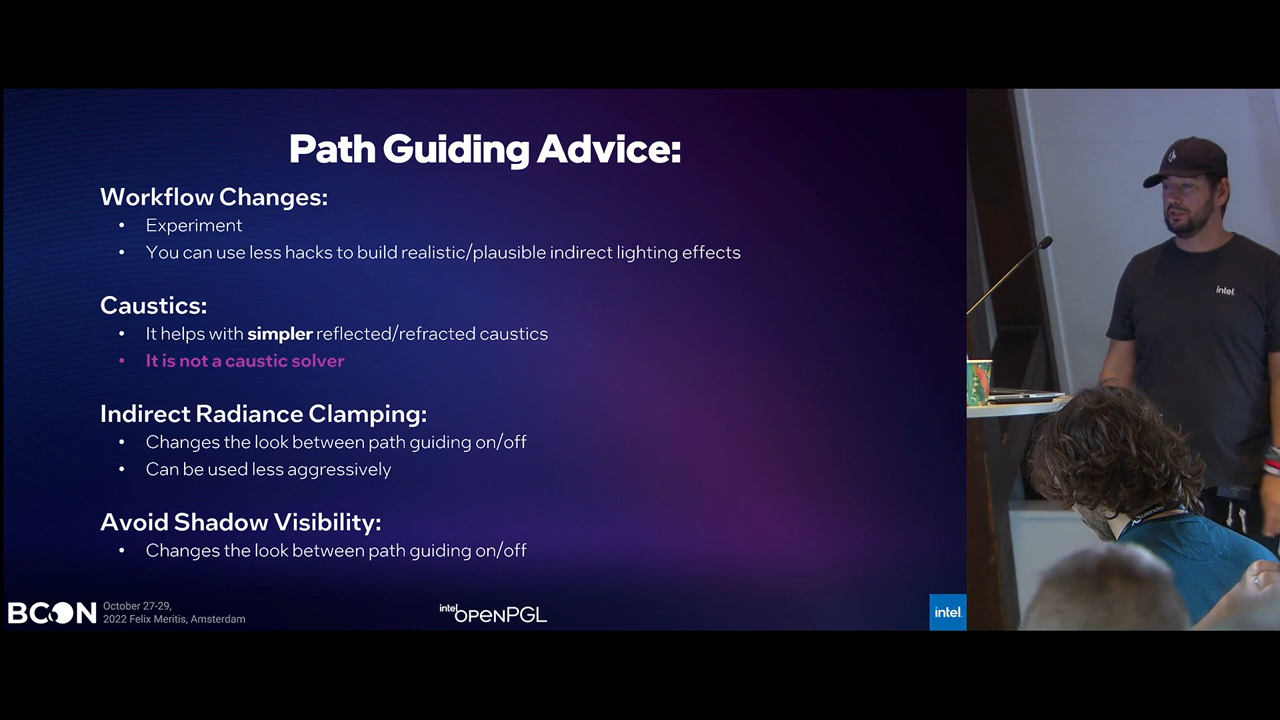 Path Guiding Advice:
Workflow Changes:
• Experiment
• You can use less hacks to build realistic/plausible indirect lighting effects
Caustics:
• It helps with simpler reflected/refracted caustics
• It is not a caustic solver
Indirect Radiance Clamping:
• Changes the look between path guiding on/off
• Can be used less aggressively
Avoid Shadow Visibility:
• Changes the look between path guiding on/off
BCON
October 27-29,
2022 Felix Meritis, Amsterdam
intel openPGL
intel.
intel.
blender